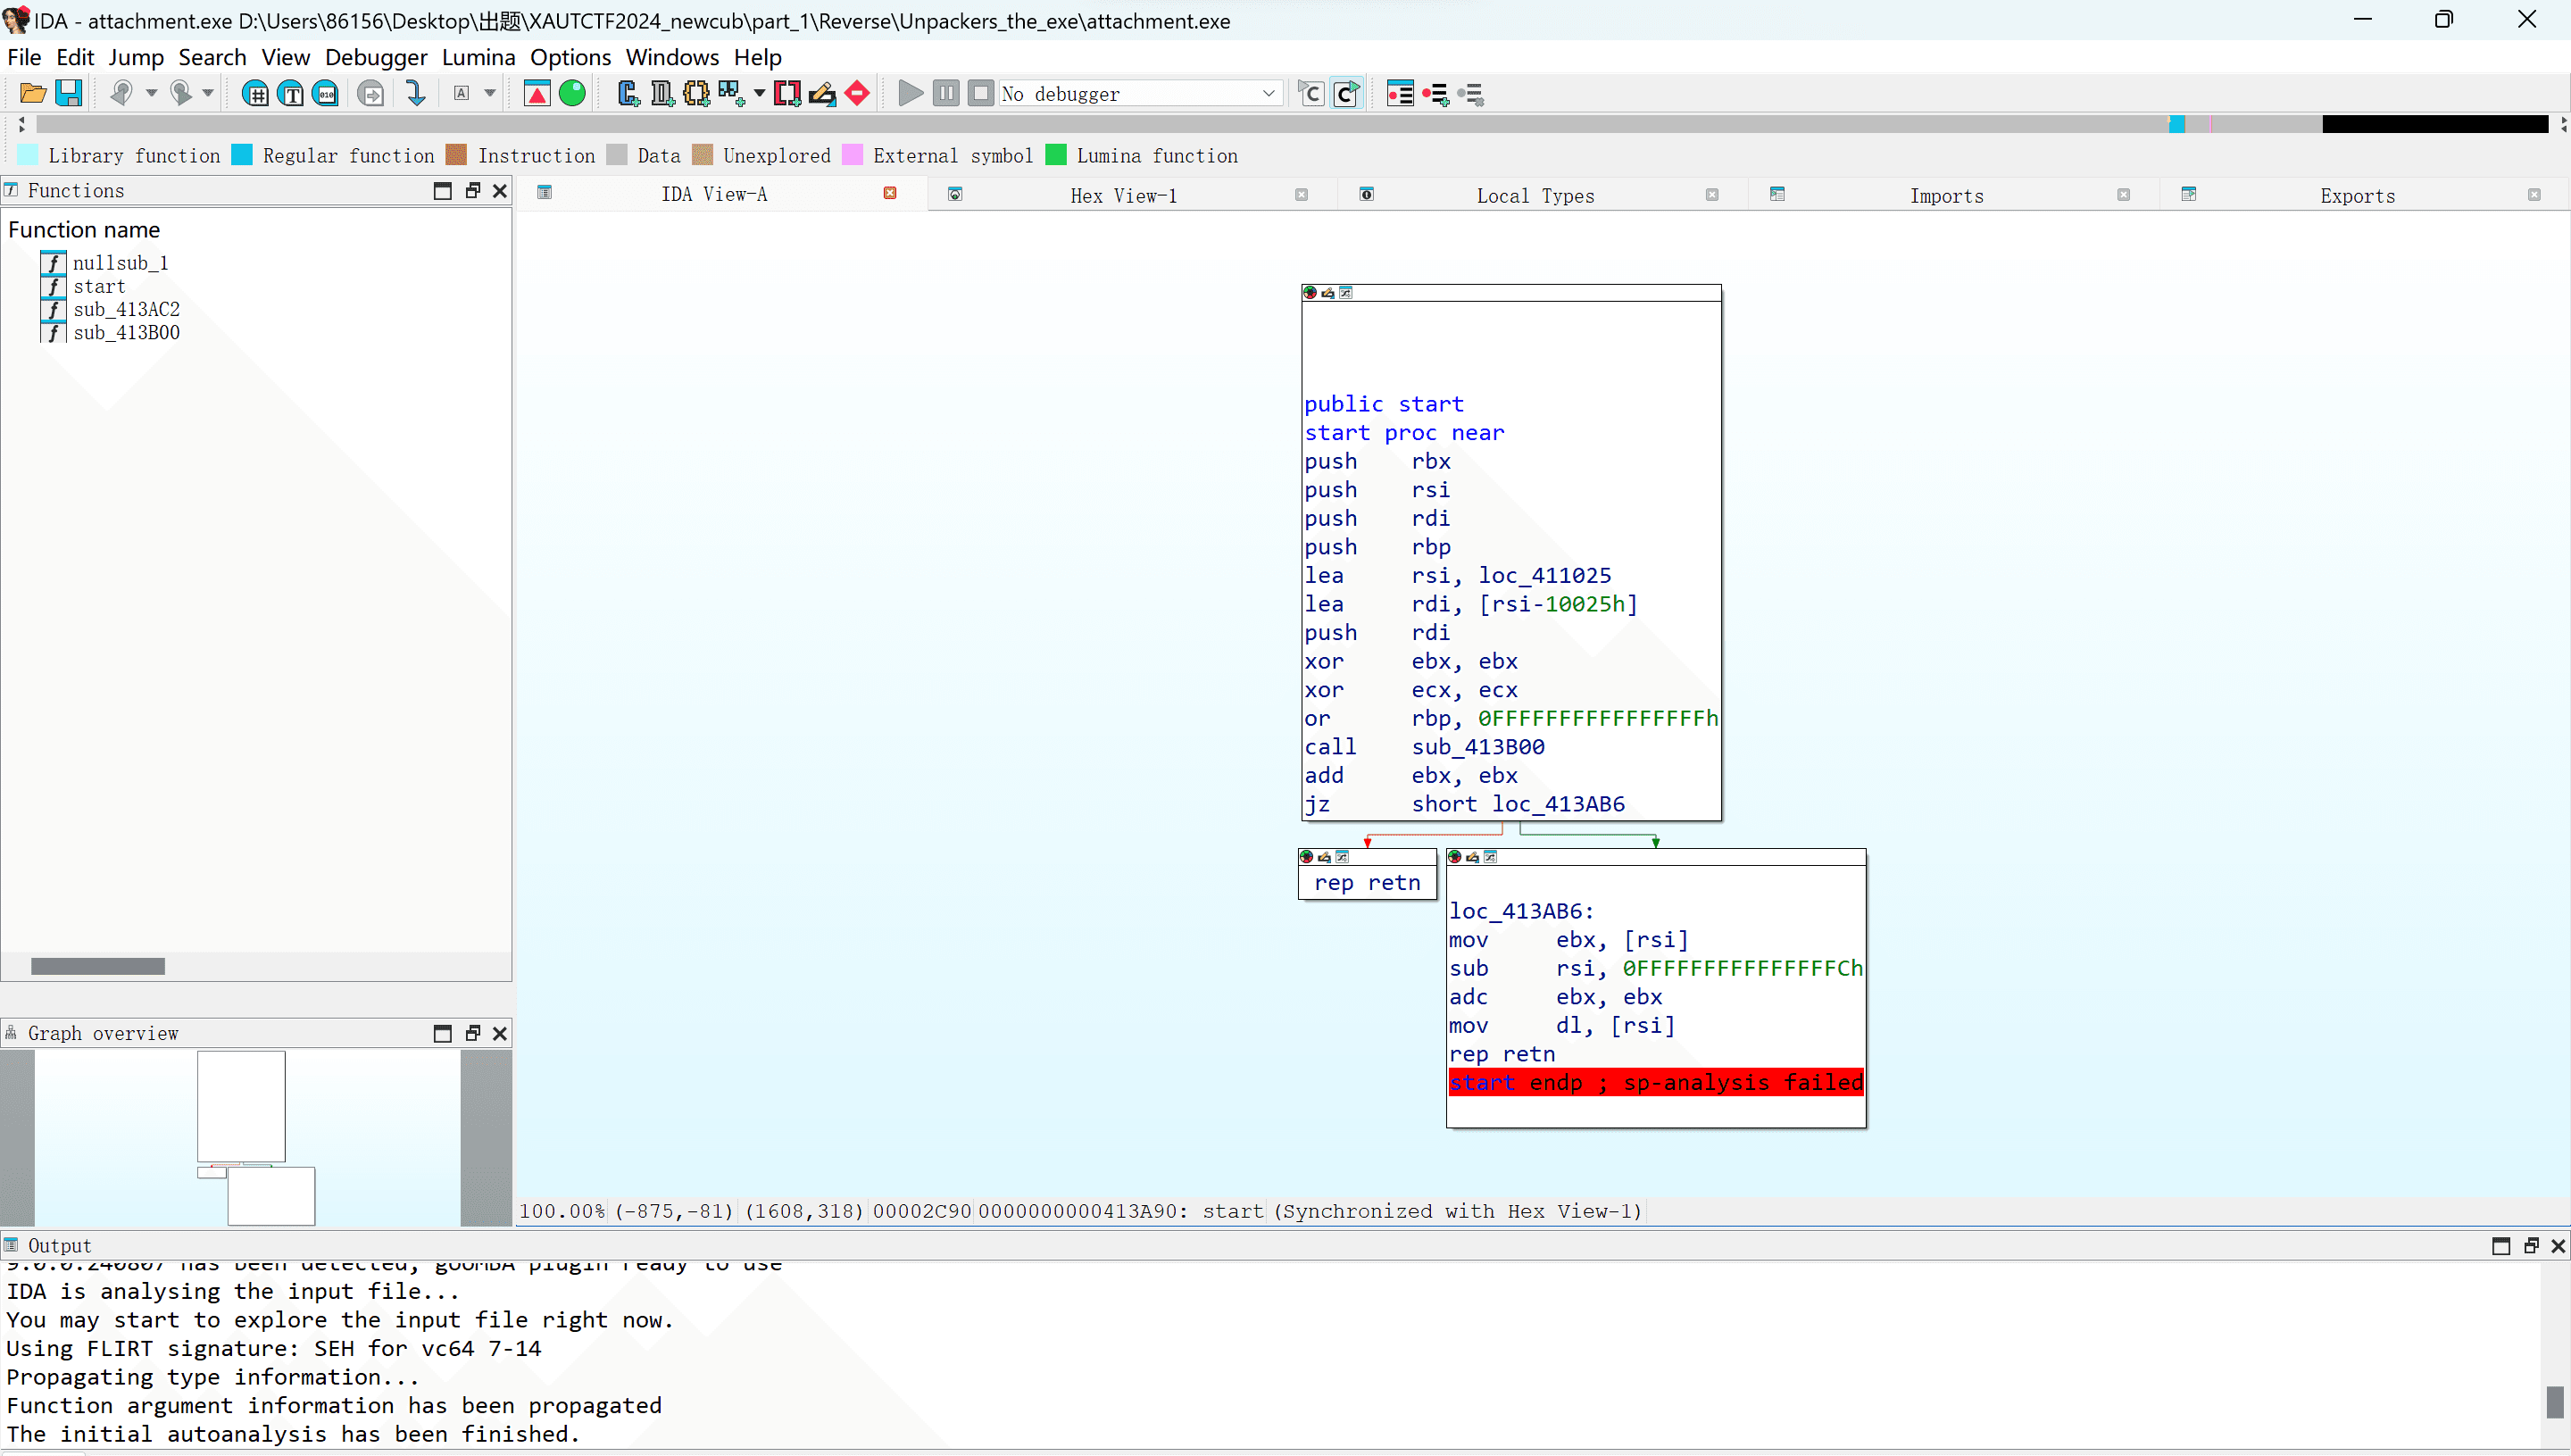 IDA - attachment.exe D:\Users\86156\Desktop\出题\XAUTCTF2024_newcub\part_1\Reverse\Unpackers_the_exe\attachment.exe
File Edit Jump Search View Debugger Lumina Options Windows Help
No debugger
Library function Regular function Instruction Data Unexplored External symbol Lumina function
Functions
IDA View-A Hex View-1 Local Types Imports Exports
Function name
nullsub_1
start
sub_413AC2
sub_413B00
public start
start proc near
push rbx
push rsi
push rdi
push rbp
lea rsi, loc_411025
lea rdi, [rsi-10025h]
push rdi
xor ebx, ebx
xor ecx, ecx
or rbp, 0FFFFFFFFFFFFFFFFh
call sub_413B00
add ebx, ebx
jz short loc_413AB6
rep retn
loc_413AB6:
mov ebx, [rsi]
sub rsi, 0FFFFFFFFFFFFFFFCh
adc ebx, ebx
mov dl, [rsi]
rep retn
start endp ; sp-analysis failed
Graph overview
100.00% (-875,-81) (1608,318) 00002C90 0000000000413A90: start (Synchronized with Hex View-1)
Output
9.0.0.240807 has been detected, gooMBA plugin ready to use
IDA is analysing the input file...
You may start to explore the input file right now.
Using FLIRT signature: SEH for vc64 7-14
Propagating type information...
Function argument information has been propagated
The initial autoanalysis has been finished.